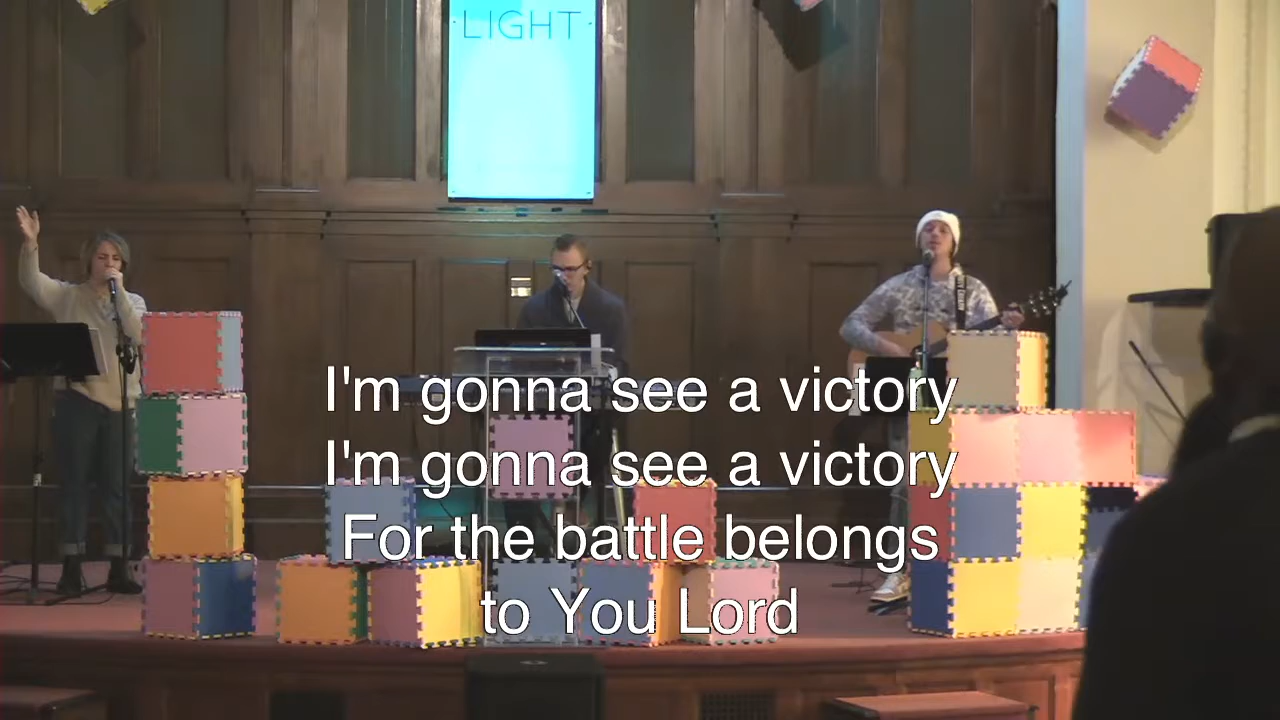 LIGHT
I'm gonna see a victory
I'm gonna see a victory
For the battle belongs
to You Lord